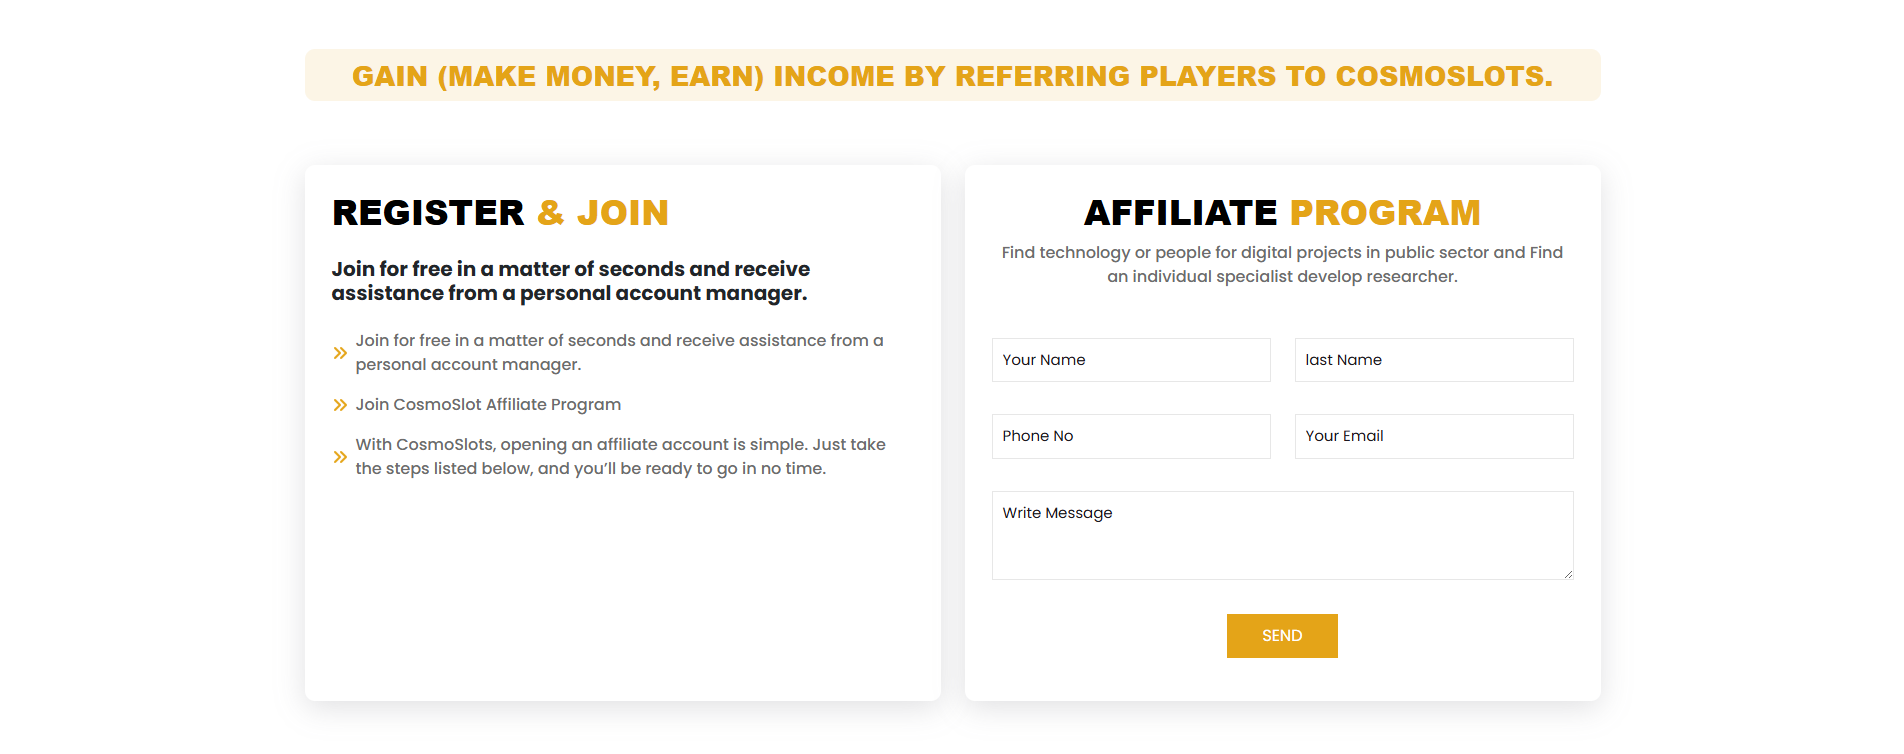 GAIN (MAKE MONEY, EARN) INCOME BY REFERRING PLAYERS TO COSMOSLOTS.
REGISTER & JOIN
Join for free in a matter of seconds and receive
assistance from a personal account manager.
Join for free in a matter of seconds and receive assistance from a
personal account manager.
Join CosmoSlot Affiliate Program
With CosmoSlots, opening an affiliate account is simple. Just take
the steps listed below, and you’ll be ready to go in no time.
AFFILIATE PROGRAM
Find technology or people for digital projects in public sector and Find
an individual specialist develop researcher.
Your Name
last Name
Phone No
Your Email
Write Message
SEND